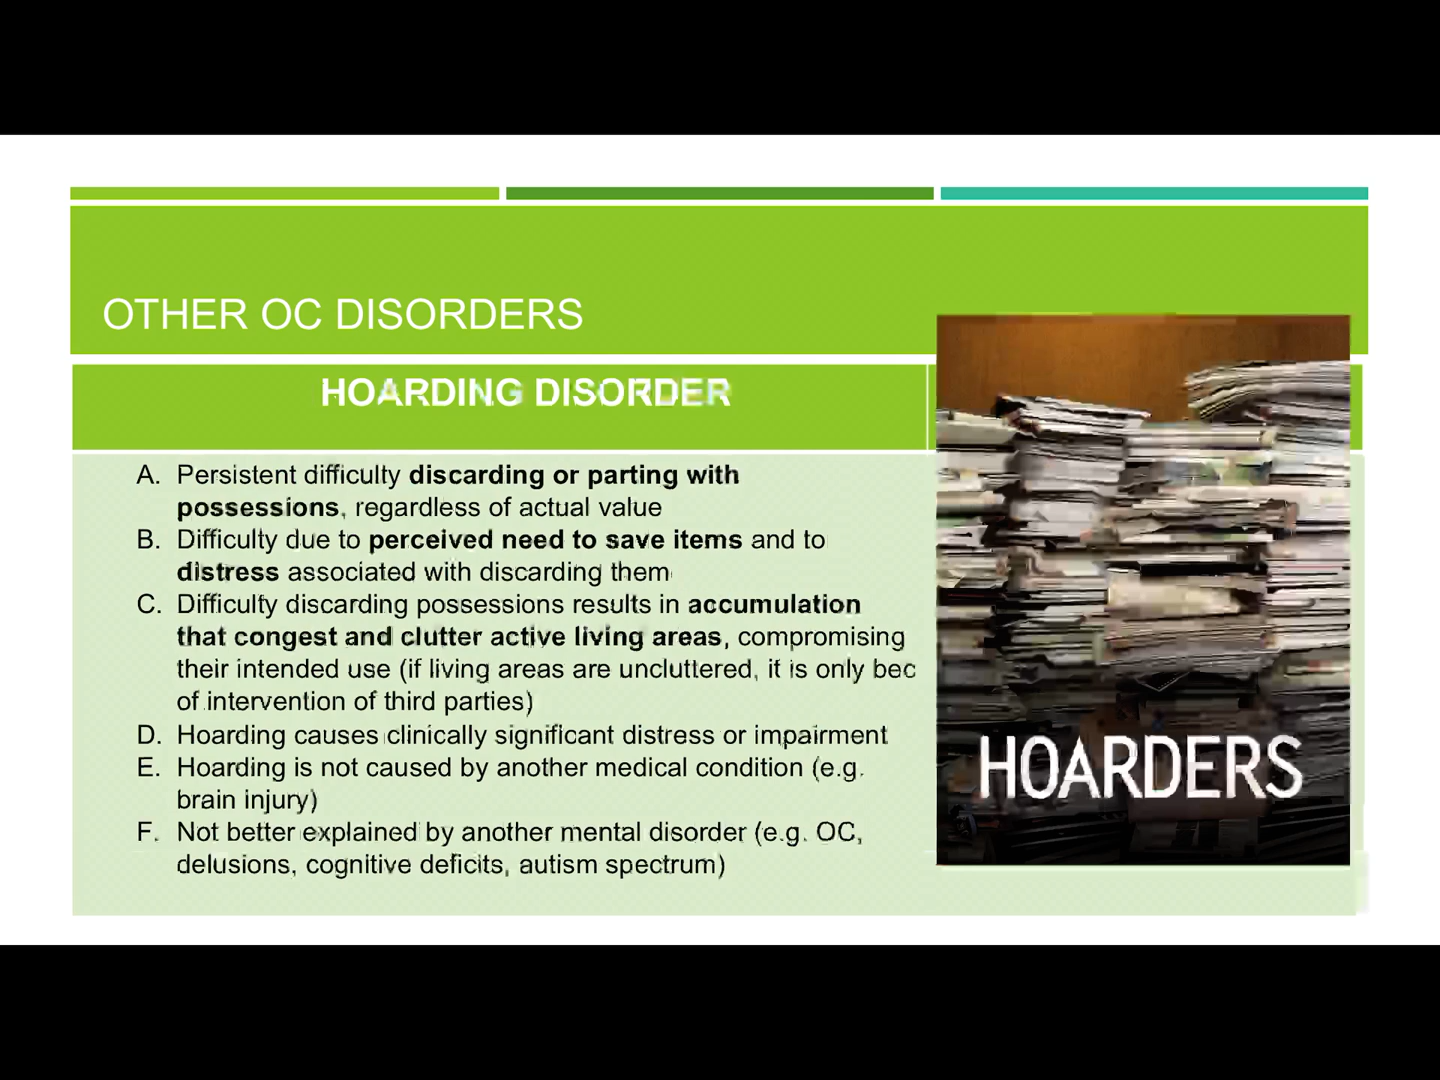 OTHER OC DISORDERS
HOARDING DISORDER
A. Persistent difficulty discarding or parting with
possessions, regardless of actual value
B. Difficulty due to perceived need to save items and to
distress associated with discarding them
C. Difficulty discarding possessions results in accumulation
that congest and clutter active living areas, compromising
their intended use (if living areas are uncluttered, it is only bec
of intervention of third parties)
D. Hoarding causes clinically significant distress or impairment
E. Hoarding is not caused by another medical condition (e.g.
brain injury)
F. Not better explained by another mental disorder (e.g. OC,
delusions, cognitive deficits, autism spectrum)
HOARDERS